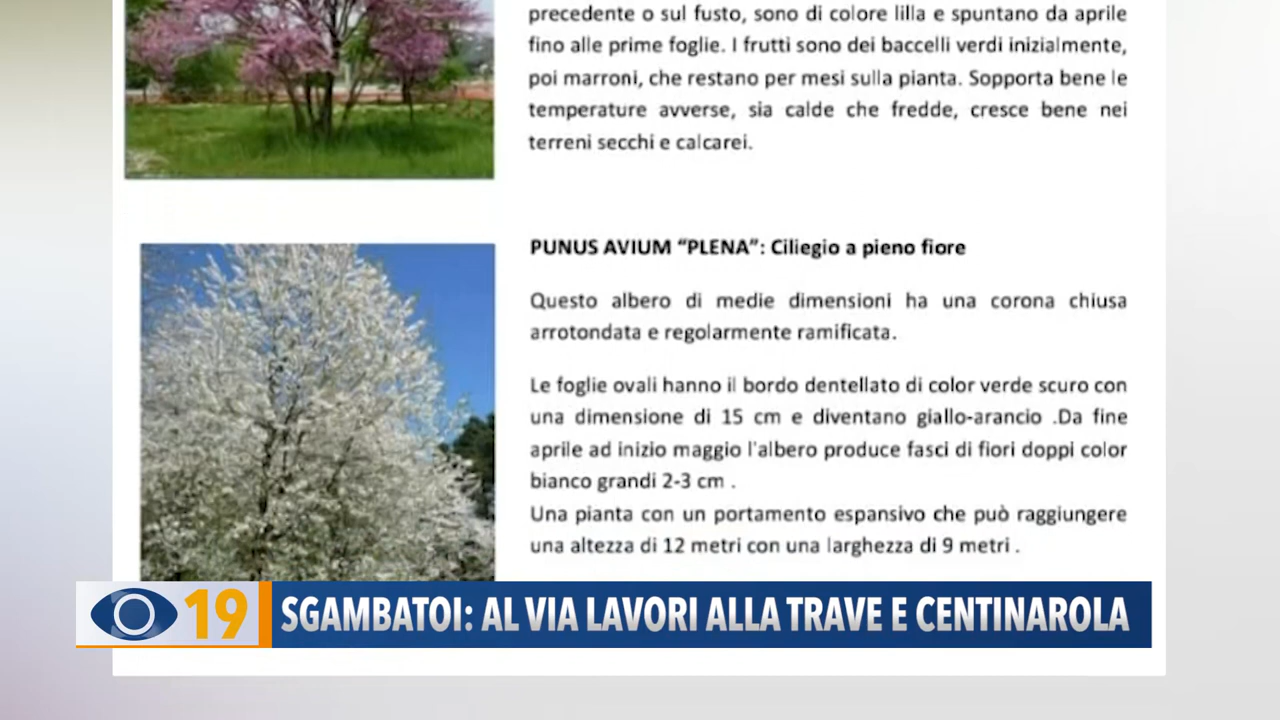 precedente o sul fusto, sono di colore lilla e spuntano da aprile
fino alle prime foglie. I frutti sono dei baccelli verdi inizialmente,
poi marroni, che restano per mesi sulla pianta. Sopporta bene le
temperature avverse, sia calde che fredde, cresce bene nei
terreni secchi e calcarei.
PUNUS AVIUM “PLENA”: Ciliegio a pieno fiore
Questo albero di medie dimensioni ha una corona chiusa
arrotondata e regolarmente ramificata.
Le foglie ovali hanno il bordo dentellato di color verde scuro con
una dimensione di 15 cm e diventano giallo-arancio .Da fine
aprile ad inizio maggio l'albero produce fasci di fiori doppi color
bianco grandi 2-3 cm .
Una pianta con un portamento espansivo che può raggiungere
una altezza di 12 metri con una larghezza di 9 metri .
19 SGAMBATOI: AL VIA LAVORI ALLA TRAVE E CENTINAROLA